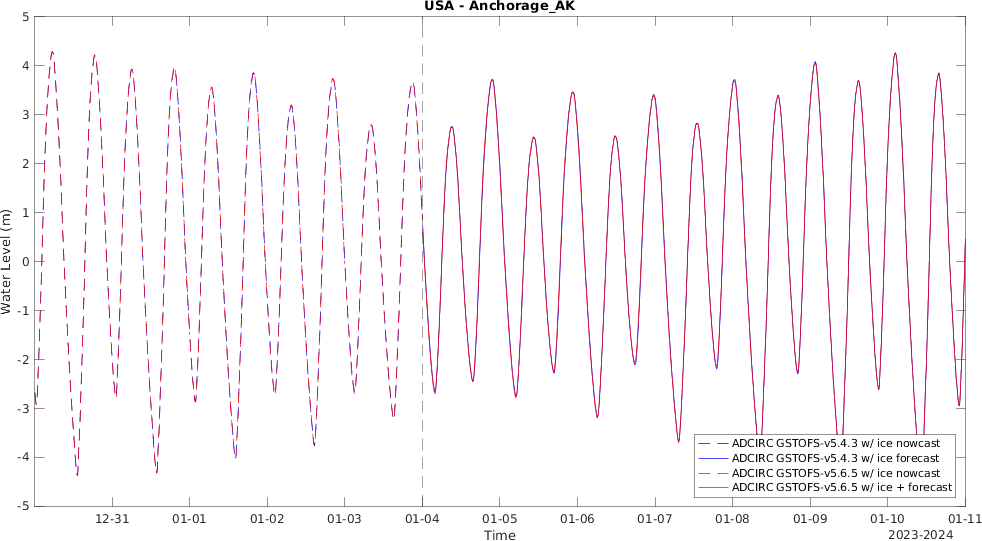 USA - Anchorage_AK
5
4
3
2
1
0
-1
-2
-3
-4
-5
Water Level (m)
ADCIRC GSTOFS-v5.4.3 w/ ice nowcast
ADCIRC GSTOFS-v5.4.3 w/ ice forecast
ADCIRC GSTOFS-v5.6.5 w/ ice nowcast
ADCIRC GSTOFS-v5.6.5 w/ ice + forecast
12-31 01-01 01-02 01-03 01-04 01-05 01-06 01-07 01-08 01-09 01-10 01-11
Time
2023-2024